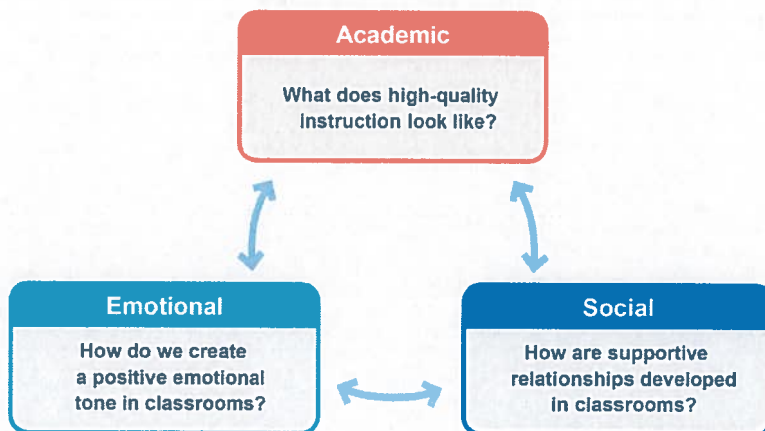 Academic
What does high-quality
instruction look like?
Emotional
How do we create
a positive emotional
tone in classrooms?
Social
How are supportive
relationships developed
in classrooms?